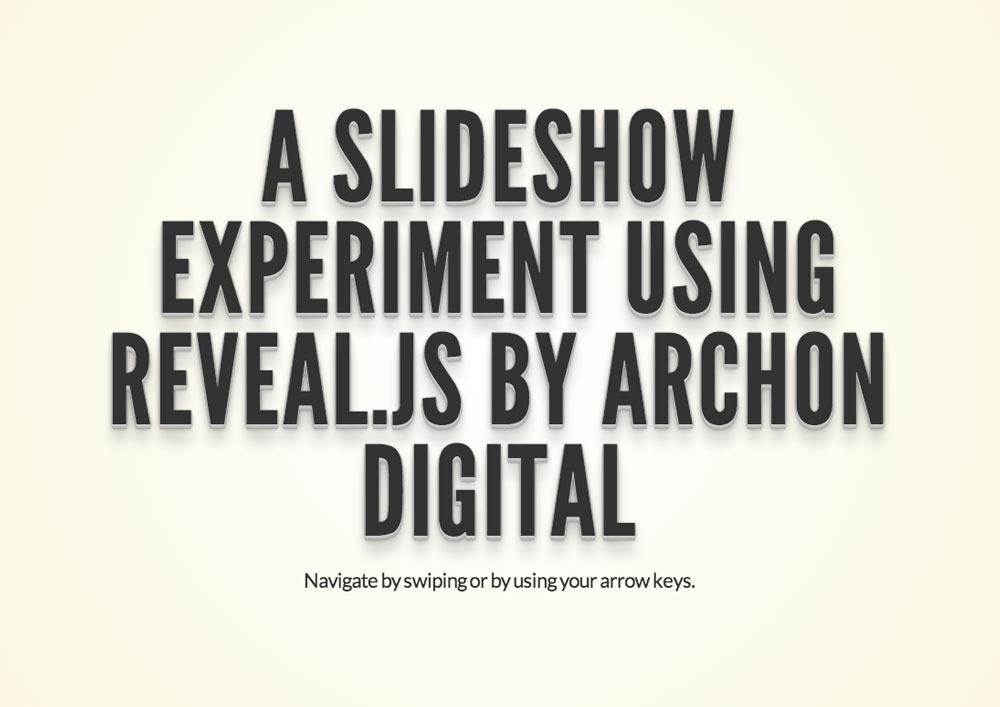 A SLIDESHOW
EXPERIMENT USING
REVEAL.JS BY ARCHON
DIGITAL
Navigate by swiping or by using your arrow keys.